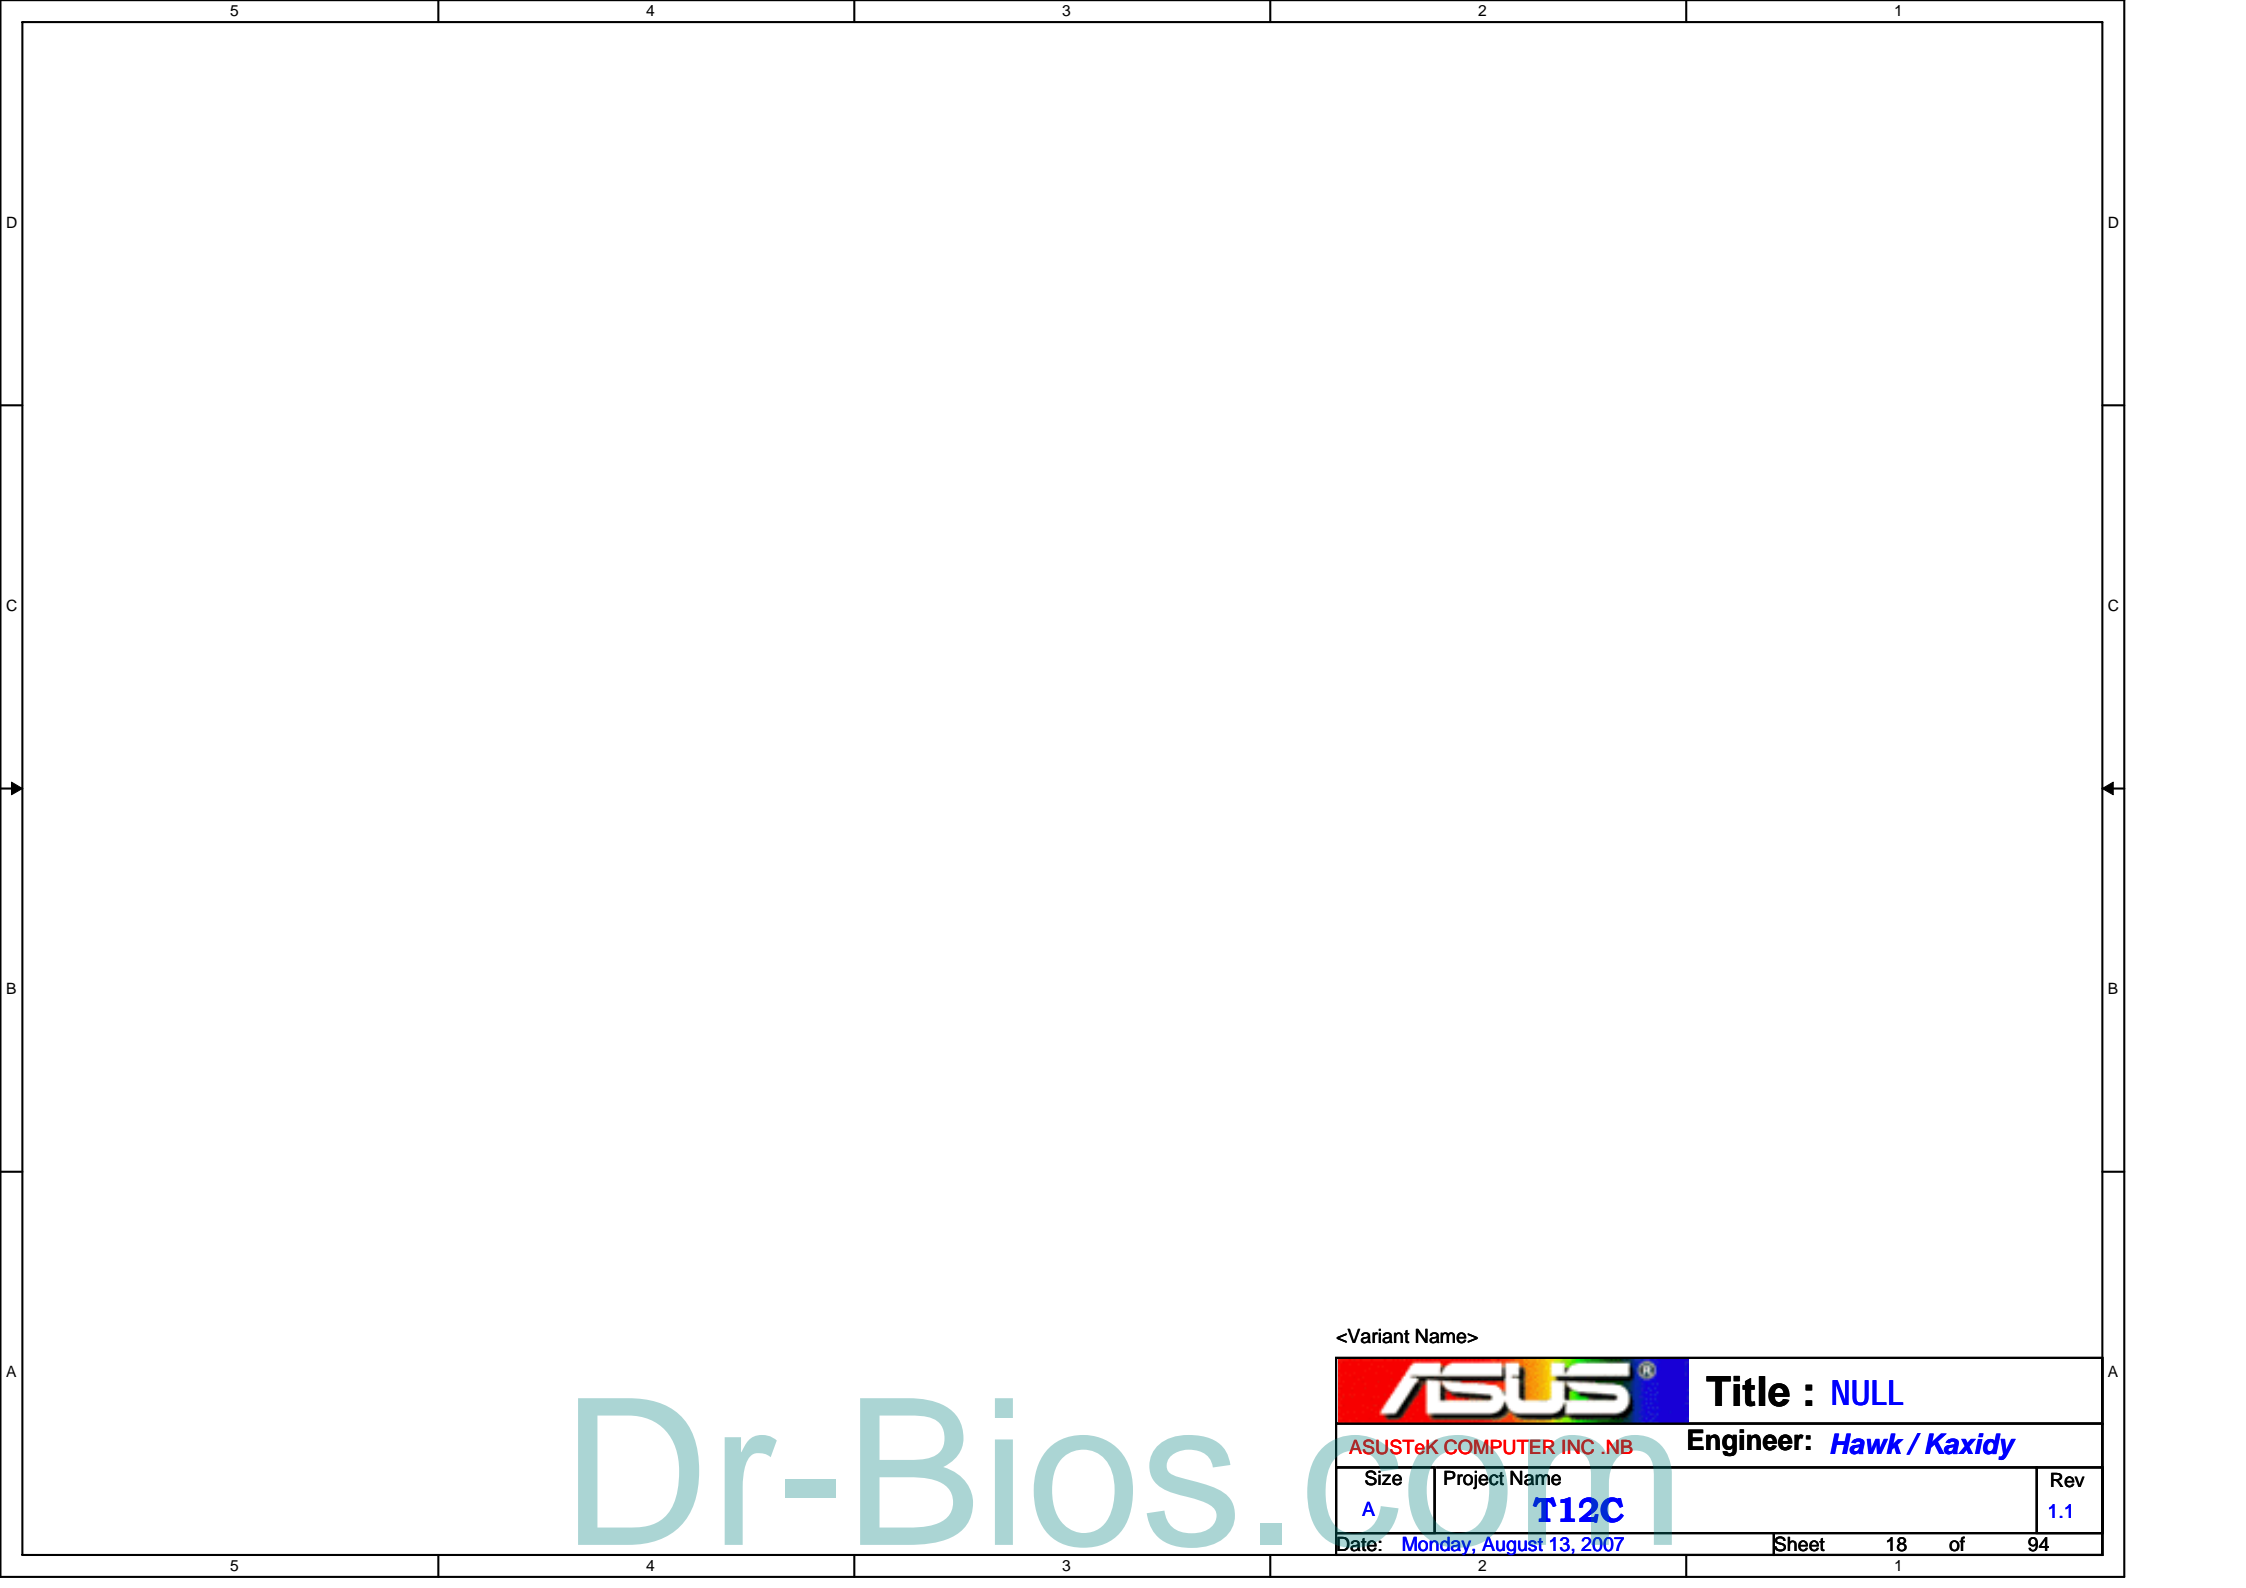 5 4 3 2 1
D D
C C
B B
A A
<Variant Name>
ASUS®
Title : NULL
ASUSTeK COMPUTER INC .NB
Engineer: Hawk / Kaxidy
Size Project Name Rev
A T12C 1.1
Date: Monday, August 13, 2007 Sheet 18 of 94
Dr-Bios.com
5 4 3 2 1